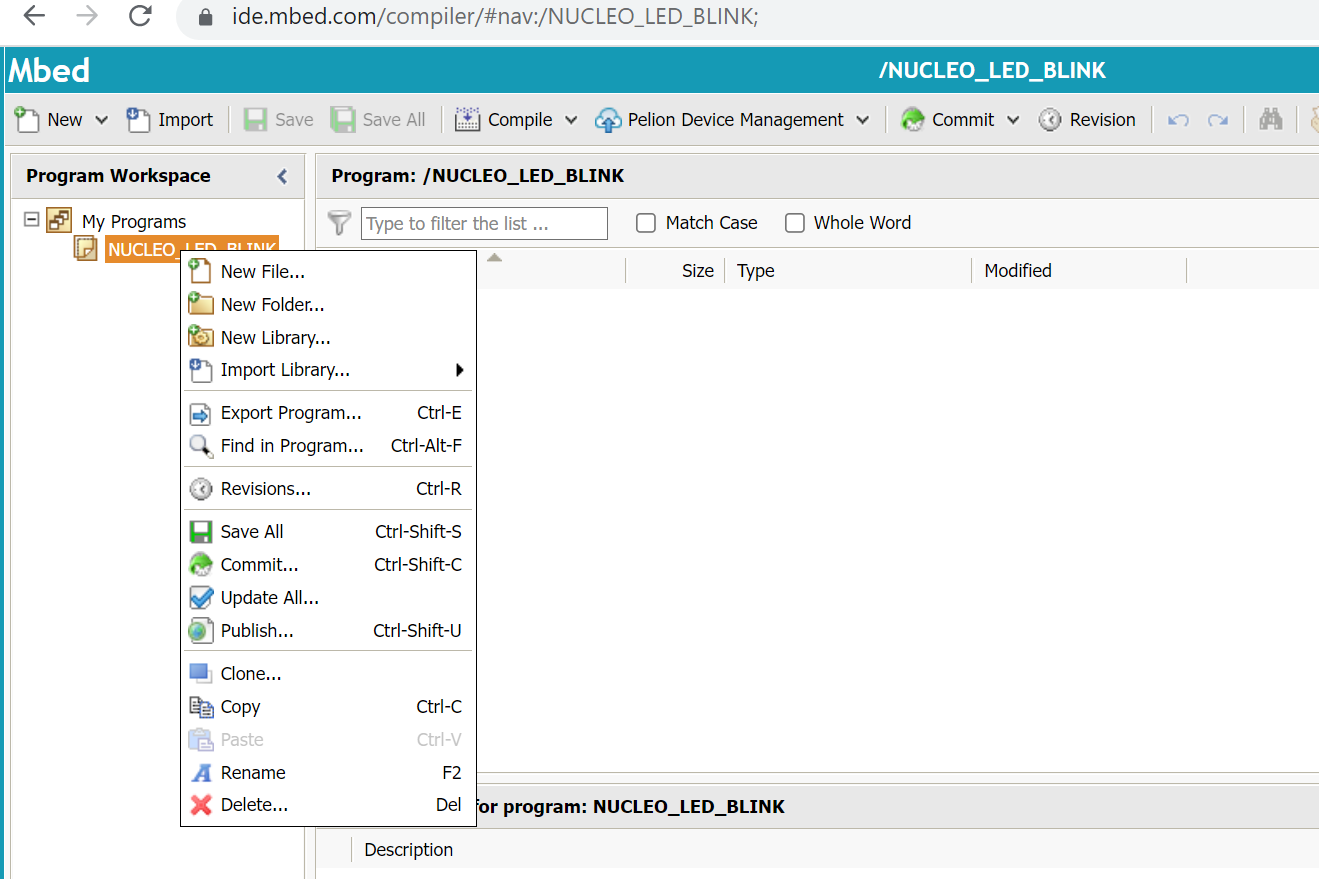 ide.mbed.com/compiler/#nav:/NUCLEO_LED_BLINK;
Mbed /NUCLEO_LED_BLINK
New Import Save Save All Compile Pelion Device Management Commit Revision
Program Workspace
Program: /NUCLEO_LED_BLINK
My Programs
Type to filter the list ... Match Case Whole Word
NUCLEO_LED_BLINK
Size Type Modified
New File...
New Folder...
New Library...
Import Library...
Export Program... Ctrl-E
Find in Program... Ctrl-Alt-F
Revisions... Ctrl-R
Save All Ctrl-Shift-S
Commit... Ctrl-Shift-C
Update All...
Publish... Ctrl-Shift-U
Clone...
Copy Ctrl-C
Paste Ctrl-V
Rename F2
Delete... Del
for program: NUCLEO_LED_BLINK
Description